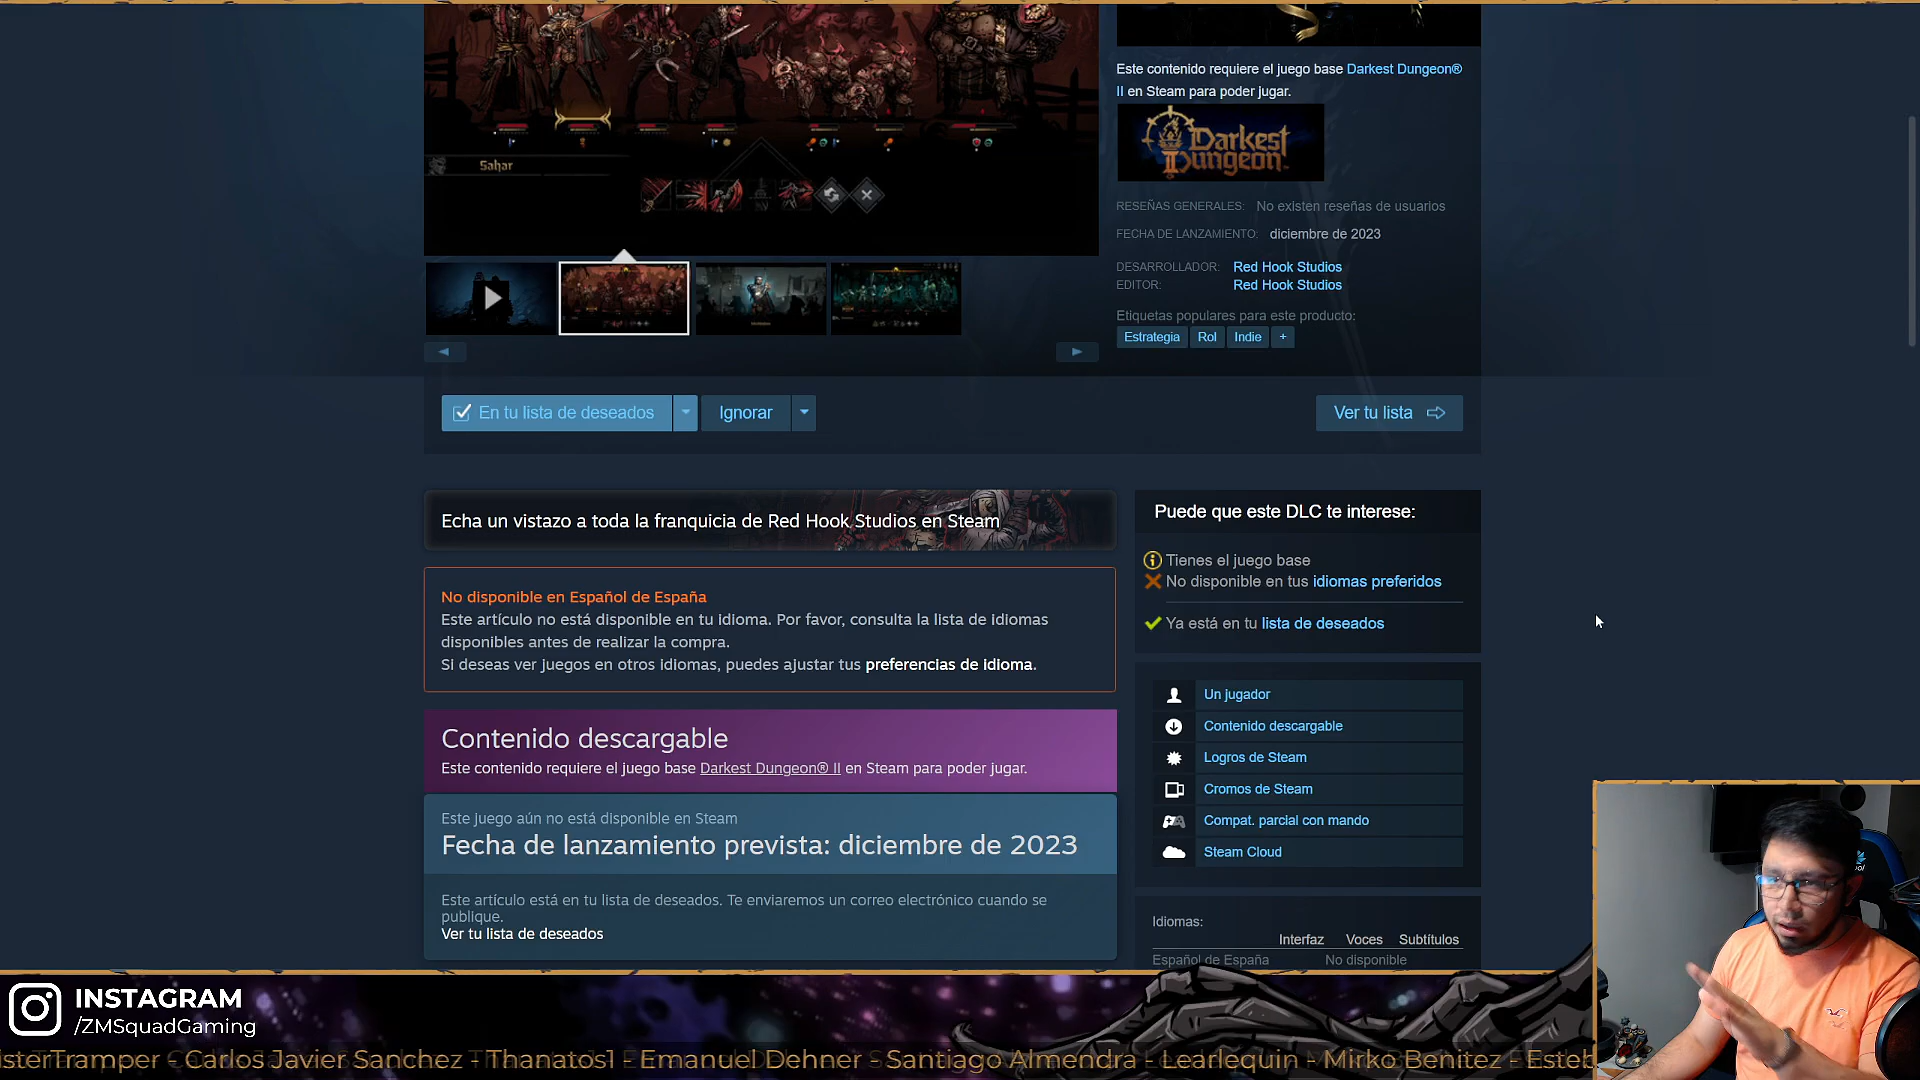 Sahar
Este contenido requiere el juego base Darkest Dungeon®
II en Steam para poder jugar.
Darkest
Dungeon
RESEÑAS GENERALES: No existen reseñas de usuarios
FECHA DE LANZAMIENTO: diciembre de 2023
DESARROLLADOR: Red Hook Studios
EDITOR: Red Hook Studios
Etiquetas populares para este producto:
Estrategia Rol Indie +
En tu lista de deseados Ignorar Ver tu lista
Echa un vistazo a toda la franquicia de Red Hook Studios en Steam
No disponible en Español de España
Este artículo no está disponible en tu idioma. Por favor, consulta la lista de idiomas
disponibles antes de realizar la compra.
Si deseas ver juegos en otros idiomas, puedes ajustar tus preferencias de idioma.
Contenido descargable
Este contenido requiere el juego base Darkest Dungeon® II en Steam para poder jugar.
Este juego aún no está disponible en Steam
Fecha de lanzamiento prevista: diciembre de 2023
Este artículo está en tu lista de deseados. Te enviaremos un correo electrónico cuando se
publique.
Ver tu lista de deseados
Puede que este DLC te interese:
Tienes el juego base
No disponible en tus idiomas preferidos
Ya está en tu lista de deseados
Un jugador
Contenido descargable
Logros de Steam
Cromos de Steam
Compat. parcial con mando
Steam Cloud
Idiomas:
Interfaz Voces Subtítulos
Español de España No disponible
INSTAGRAM
/ZMSquadGaming
isterTramper - Carlos Javier Sanchez - Thanatos1 - Emanuel Dehner - Santiago Almendra - Learlequin - Mirko Benitez - Esteb